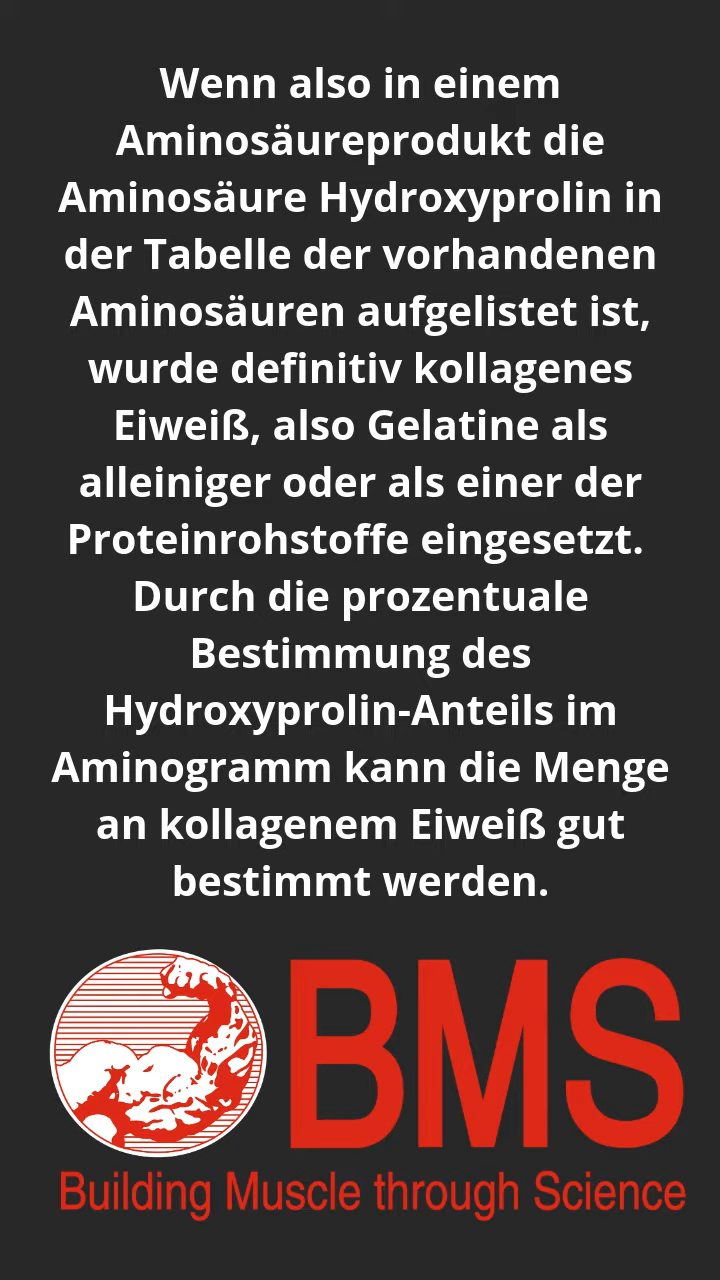 Wenn also in einem
Aminosäureprodukt die
Aminosäure Hydroxyprolin in
der Tabelle der vorhandenen
Aminosäuren aufgelistet ist,
wurde definitiv kollagenes
Eiweiß, also Gelatine als
alleiniger oder als einer der
Proteinrohstoffe eingesetzt.
Durch die prozentuale
Bestimmung des
Hydroxyprolin-Anteils im
Aminogramm kann die Menge
an kollagenem Eiweiß gut
bestimmt werden.
BMS
Building Muscle through Science